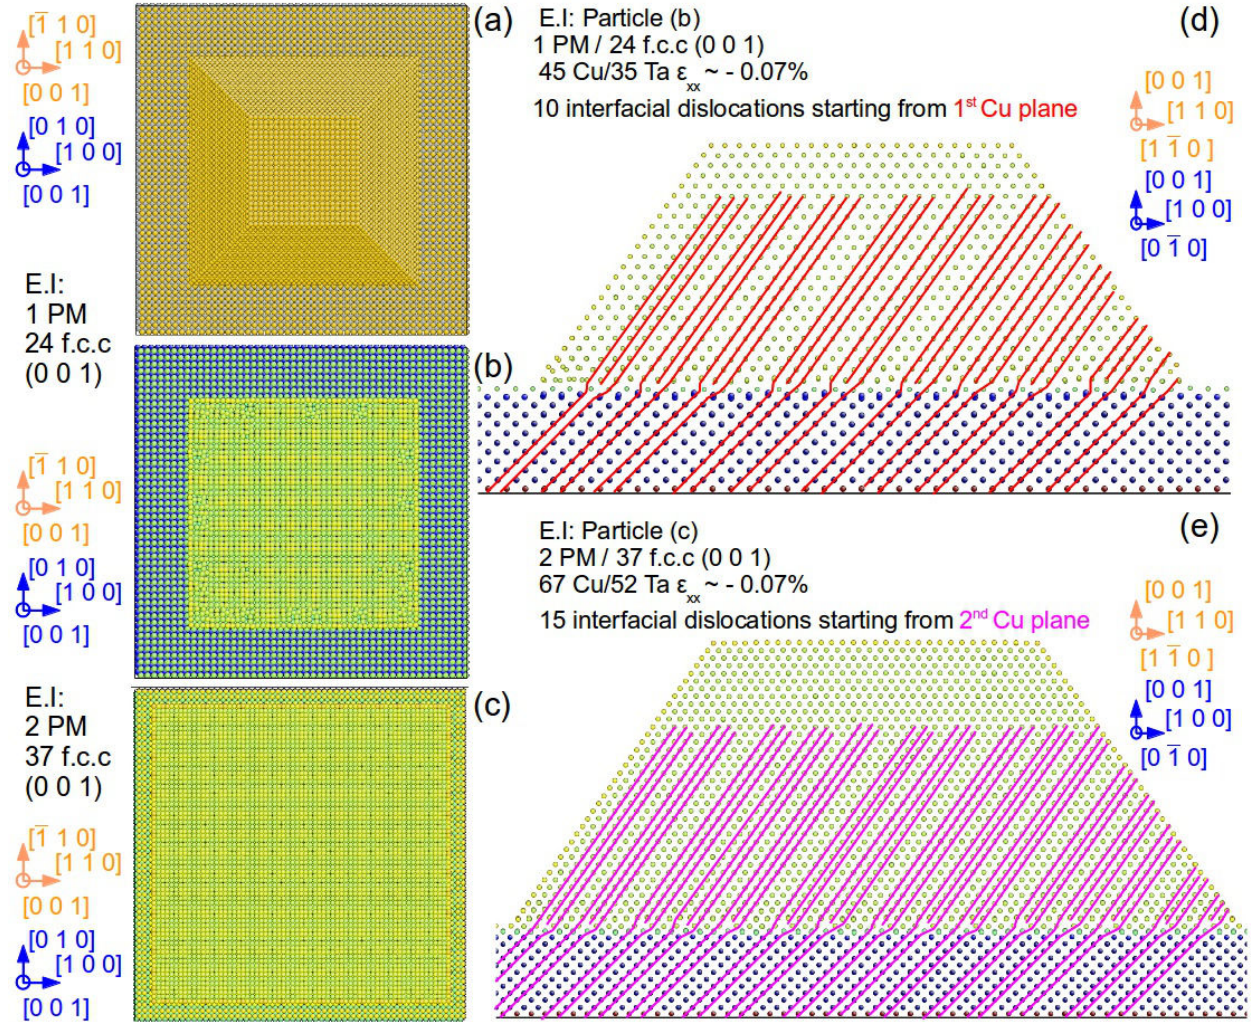 [1̅ 1 0]
[1 1 0]
[0 0 1]
[0 1 0]
[1 0 0]
[0 0 1]
(a)
E.I:
1 PM
24 f.c.c
(0 0 1)
(b)
[1̅ 1 0]
[1 1 0]
[0 0 1]
[0 1 0]
[1 0 0]
[0 0 1]
E.I:
2 PM
37 f.c.c
(0 0 1)
(c)
[1̅ 1 0]
[1 1 0]
[0 0 1]
[0 1 0]
[1 0 0]
[0 0 1]
E.I: Particle (b)
1 PM / 24 f.c.c (0 0 1)
45 Cu/35 Ta ε_xx ~ - 0.07%
10 interfacial dislocations starting from 1st Cu plane
(d)
[0 0 1]
[1 1 0]
[1 1̅ 0]
[0 0 1]
[1 0 0]
[0 1̅ 0]
E.I: Particle (c)
2 PM / 37 f.c.c (0 0 1)
67 Cu/52 Ta ε_xx ~ - 0.07%
15 interfacial dislocations starting from 2nd Cu plane
(e)
[0 0 1]
[1 1 0]
[1 1̅ 0]
[0 0 1]
[1 0 0]
[0 1̅ 0]